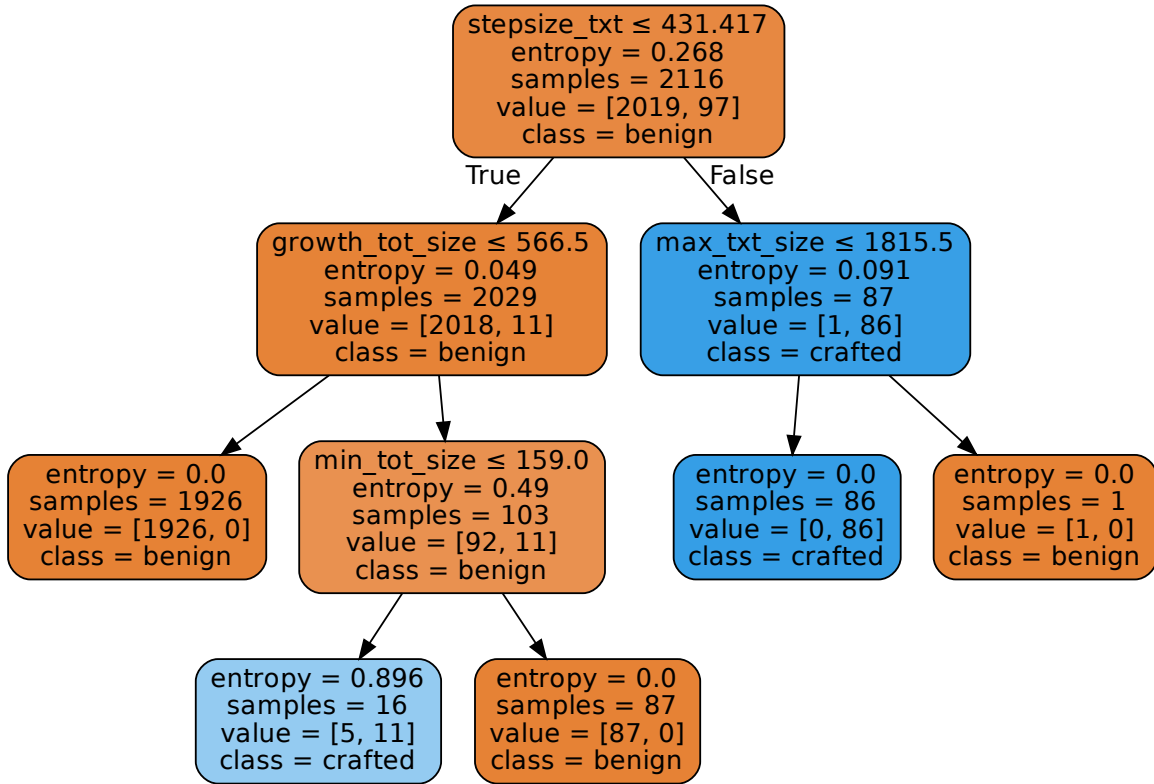 stepsize_txt ≤ 431.417
entropy = 0.268
samples = 2116
value = [2019, 97]
class = benign
True
False
growth_tot_size ≤ 566.5
entropy = 0.049
samples = 2029
value = [2018, 11]
class = benign
max_txt_size ≤ 1815.5
entropy = 0.091
samples = 87
value = [1, 86]
class = crafted
entropy = 0.0
samples = 1926
value = [1926, 0]
class = benign
min_tot_size ≤ 159.0
entropy = 0.49
samples = 103
value = [92, 11]
class = benign
entropy = 0.0
samples = 86
value = [0, 86]
class = crafted
entropy = 0.0
samples = 1
value = [1, 0]
class = benign
entropy = 0.896
samples = 16
value = [5, 11]
class = crafted
entropy = 0.0
samples = 87
value = [87, 0]
class = benign